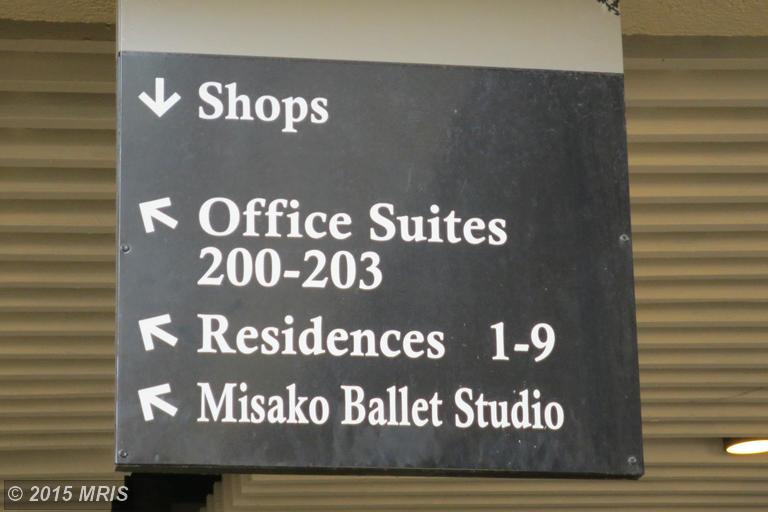 Shops
Office Suites
200-203
Residences 1-9
Misako Ballet Studio
© 2015 MRIS